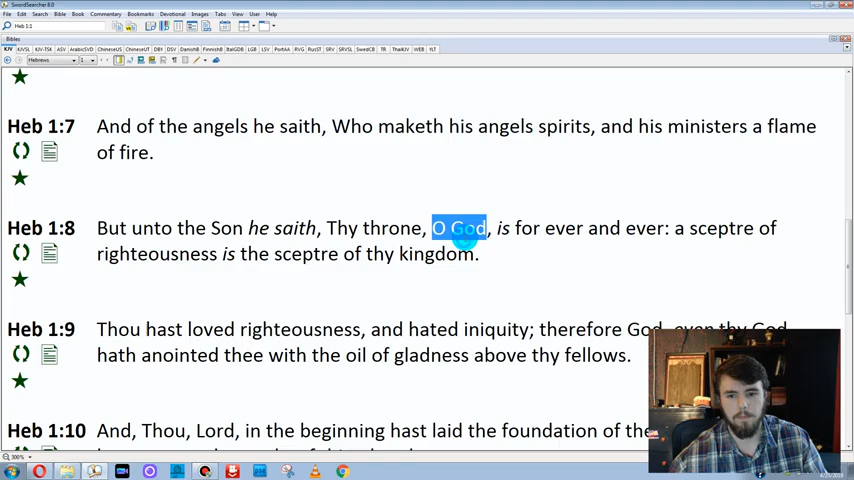 SwordSearcher 8.0
File Edit Search Book Commentary Bookmarks Devotional Images Tabs View Window Help
Heb 1:1
Bibles
KJV KJVSL KJV-TSK ASV ArabicSVD ChineseUS ChineseUT DBY DSV DanishB FinnishB ItalGDB LGB LSV PortAA RVG RusST SRV SRVSL SwedCB TR ThaiKJV WEB YLT
Hebrews 1
Heb 1:7 And of the angels he saith, Who maketh his angels spirits, and his ministers a flame
of fire.
Heb 1:8 But unto the Son he saith, Thy throne, O God, is for ever and ever: a sceptre of
righteousness is the sceptre of thy kingdom.
Heb 1:9 Thou hast loved righteousness, and hated iniquity; therefore God, even thy God
hath anointed thee with the oil of gladness above thy fellows.
Heb 1:10 And, Thou, Lord, in the beginning hast laid the foundation of the
300%